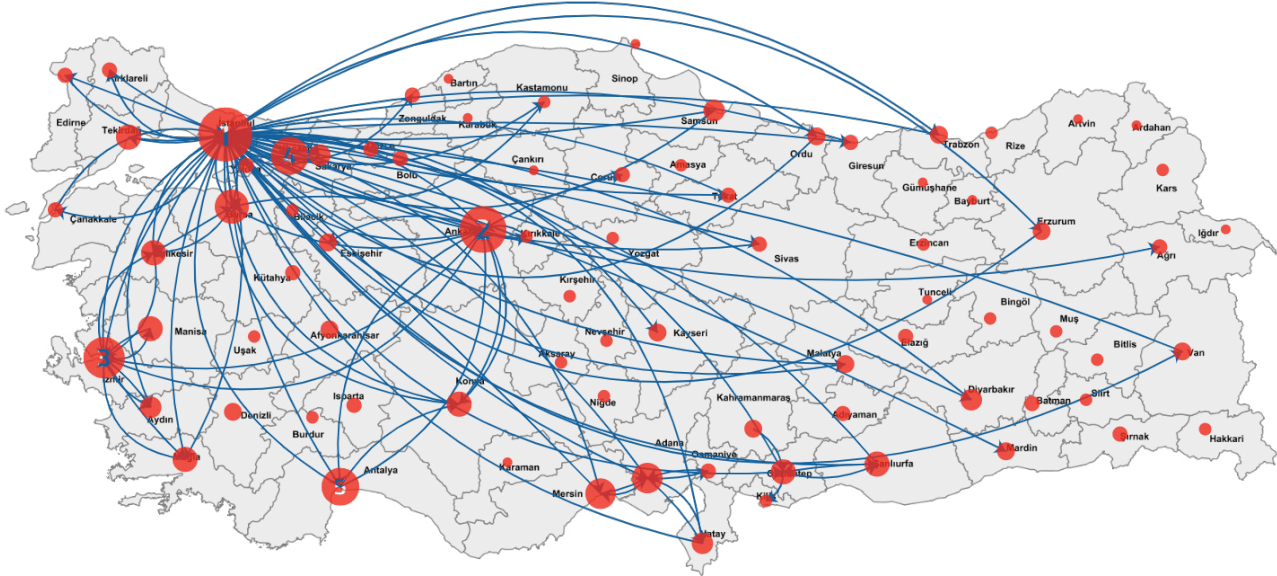 Kırklareli
Edirne
Tekirdağ
İstanbul
1
4
Sakarya
Zonguldak
Bartın
Karabük
Kastamonu
Sinop
Samsun
Bolu
Çankırı
Çorum
Amasya
Tokat
Ordu
Giresun
Trabzon
Rize
Artvin
Ardahan
Kars
Gümüşhane
Bayburt
Erzurum
Iğdır
Ağrı
Çanakkale
Bursa
Bilecik
2
Kırıkkale
Yozgat
Sivas
Erzincan
Balıkesir
Eskişehir
Kütahya
Kırşehir
Tunceli
Bingöl
Muş
Bitlis
Van
Manisa
Uşak
Afyonkarahisar
Nevşehir
Kayseri
Aksaray
Malatya
Elazığ
3
İzmir
Konya
Diyarbakır
Batman
Siirt
Aydın
Denizli
Isparta
Burdur
Niğde
Kahramanmaraş
Adıyaman
Mardin
Şırnak
Hakkari
Muğla
Antalya
5
Karaman
Mersin
Adana
Osmaniye
Gaziantep
Şanlıurfa
Kilis
Hatay